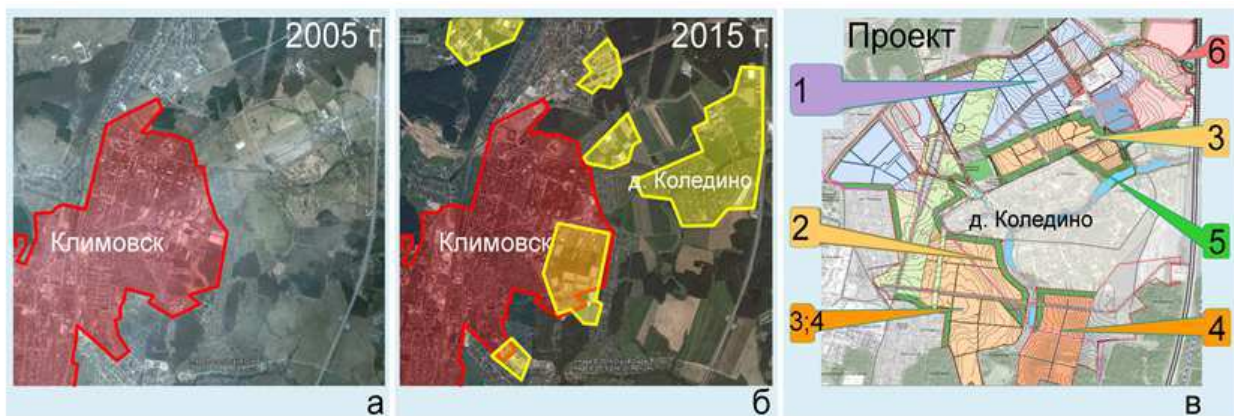 2005 г.
Климовск
а
2015 г.
д. Коледино
Климовск
б
Проект
1
6
3
2
д. Коледино
5
3;4
4
в